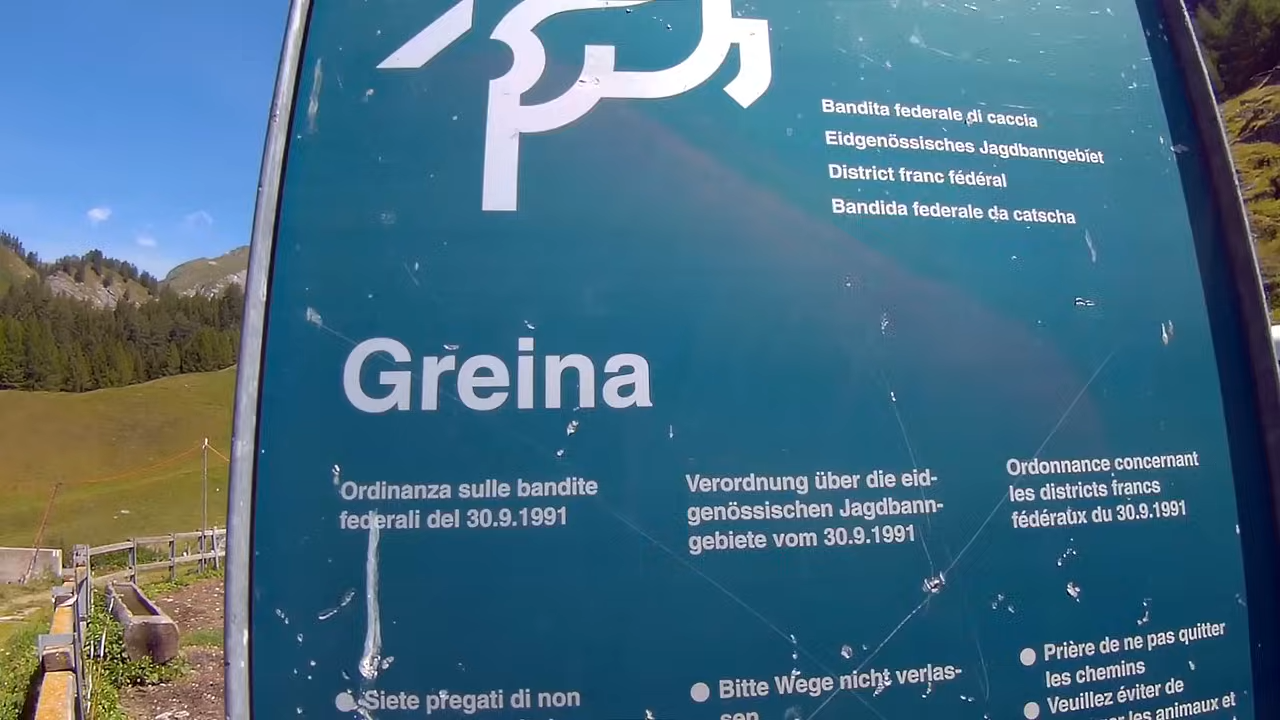 Bandita federale di caccia
Eidgenössisches Jagdbanngebiet
District franc fédéral
Bandida federale da catscha
Greina
Ordinanza sulle bandite
federali del 30.9.1991
Verordnung über die eid-
genössischen Jagdbann-
gebiete vom 30.9.1991
Ordonnance concernant
les districts francs
fédéraux du 30.9.1991
Siete pregati di non
Bitte Wege nicht verlas-
sen
Prière de ne pas quitter
les chemins
Veuillez éviter de
les animaux et